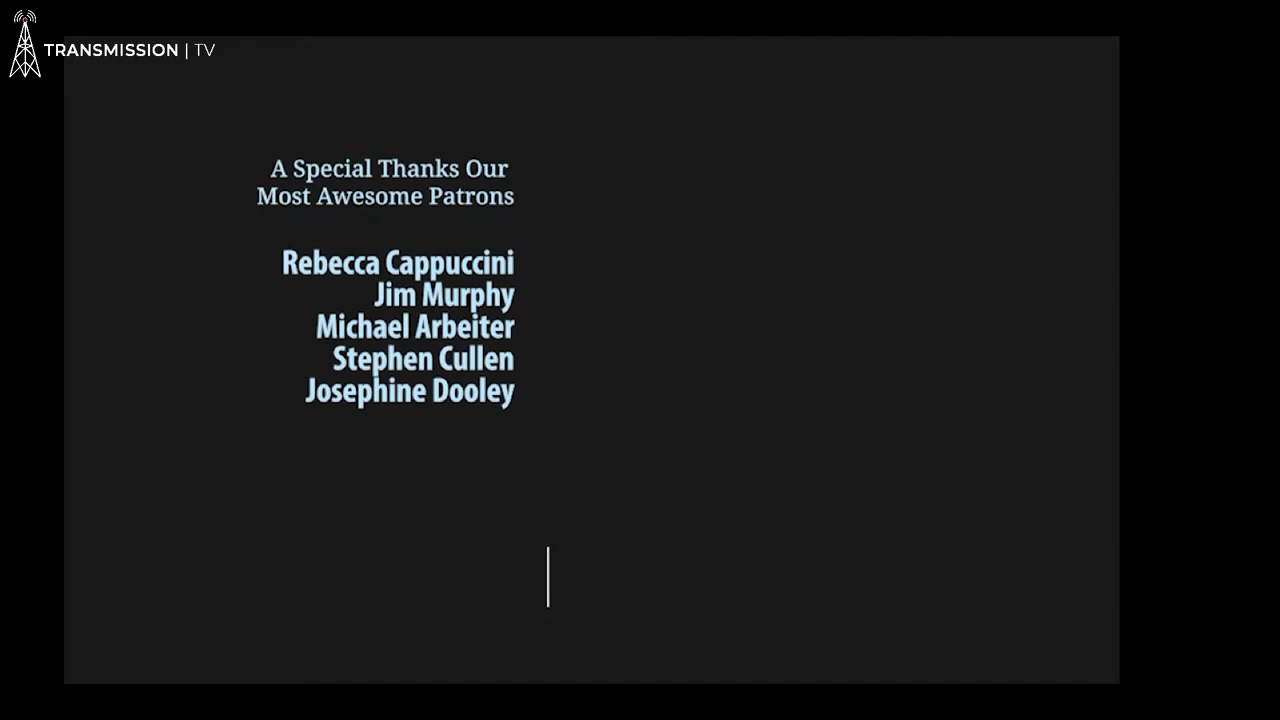 TRANSMISSION | TV
A Special Thanks Our
Most Awesome Patrons
Rebecca Cappuccini
Jim Murphy
Michael Arbeiter
Stephen Cullen
Josephine Dooley